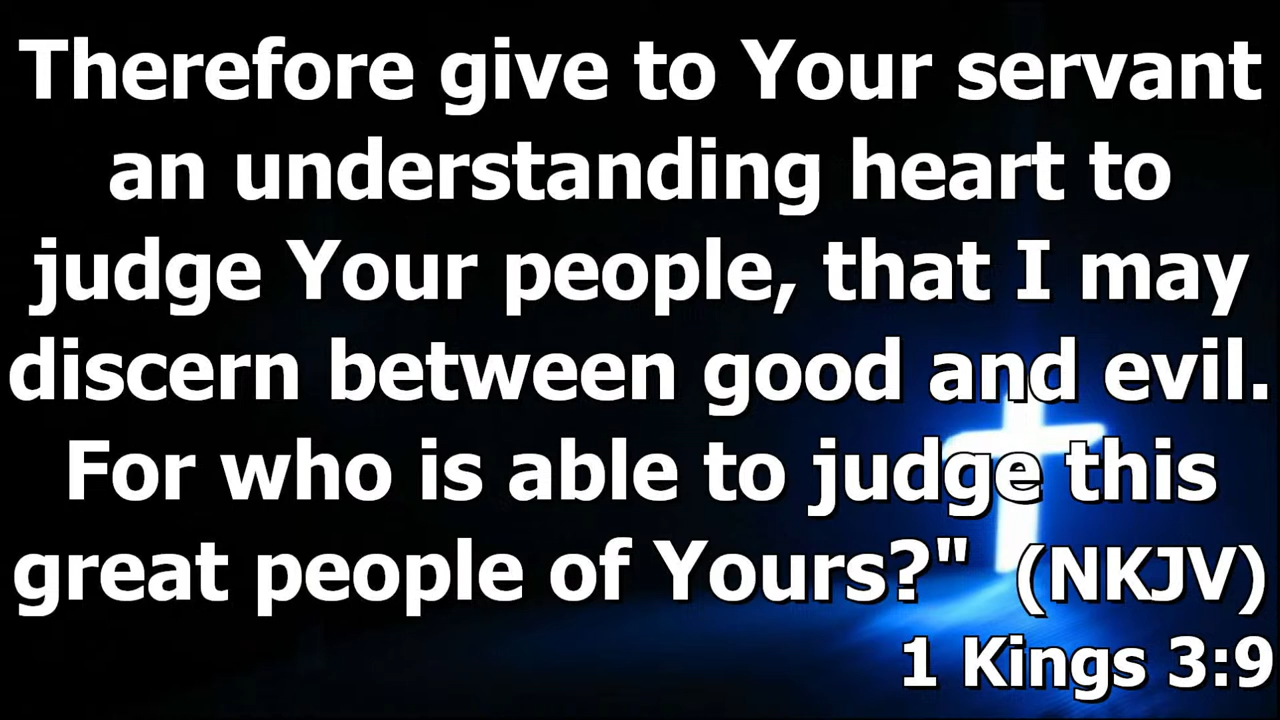 Therefore give to Your servant
an understanding heart to
judge Your people, that I may
discern between good and evil.
For who is able to judge this
great people of Yours?" (NKJV)
1 Kings 3:9